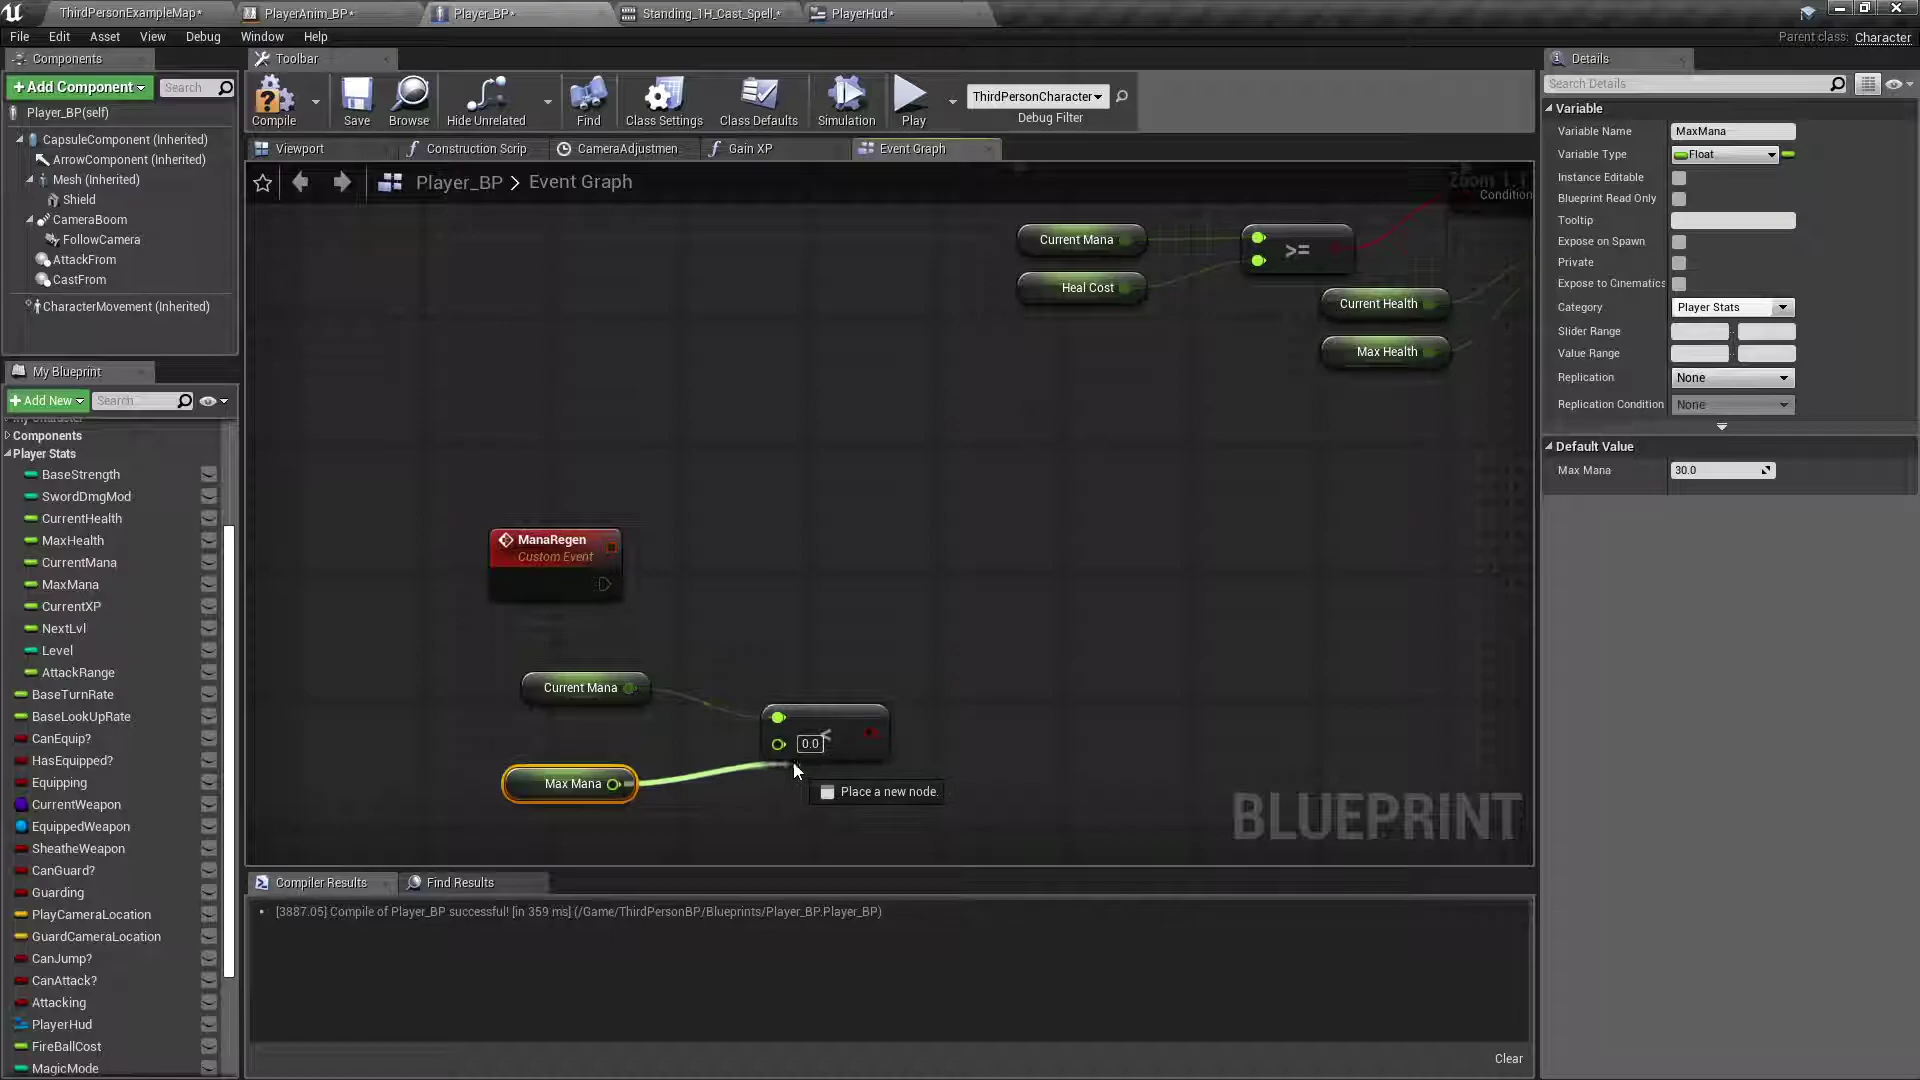 ThirdPersonExampleMap*
PlayerAnim_BP*
Player_BP*
Standing_1H_Cast_Spell_*
PlayerHud*
File Edit Asset View Debug Window Help
Parent class: Character
Components
+Add Component
Search
Player_BP(self)
CapsuleComponent (Inherited)
ArrowComponent (Inherited)
Mesh (Inherited)
Shield
CameraBoom
FollowCamera
AttackFrom
CastFrom
CharacterMovement (Inherited)
My Blueprint
+Add New
Search
Components
Player Stats
BaseStrength
SwordDmgMod
CurrentHealth
MaxHealth
CurrentMana
MaxMana
CurrentXP
NextLvl
Level
AttackRange
BaseTurnRate
BaseLookUpRate
CanEquip?
HasEquipped?
Equipping
CurrentWeapon
EquippedWeapon
SheatheWeapon
CanGuard?
Guarding
PlayCameraLocation
GuardCameraLocation
CanJump?
CanAttack?
Attacking
PlayerHud
FireBallCost
MagicMode
Toolbar
Compile
Save
Browse
Hide Unrelated
Find
Class Settings
Class Defaults
Simulation
Play
ThirdPersonCharacter
Debug Filter
Viewport
Construction Scrip
CameraAdjustmen
Gain XP
Event Graph
Player_BP > Event Graph
Condition
Current Mana
>=
Heal Cost
Current Health
Max Health
ManaRegen
Custom Event
Current Mana
<
0.0
Max Mana
Place a new node.
BLUEPRINT
Compiler Results
Find Results
• [3887.05] Compile of Player_BP successful! [in 359 ms] (/Game/ThirdPersonBP/Blueprints/Player_BP.Player_BP)
Clear
Details
Search Details
Variable
Variable Name MaxMana
Variable Type Float
Instance Editable
Blueprint Read Only
Tooltip
Expose on Spawn
Private
Expose to Cinematics
Category Player Stats
Slider Range
Value Range
Replication None
Replication Condition None
Default Value
Max Mana 30.0